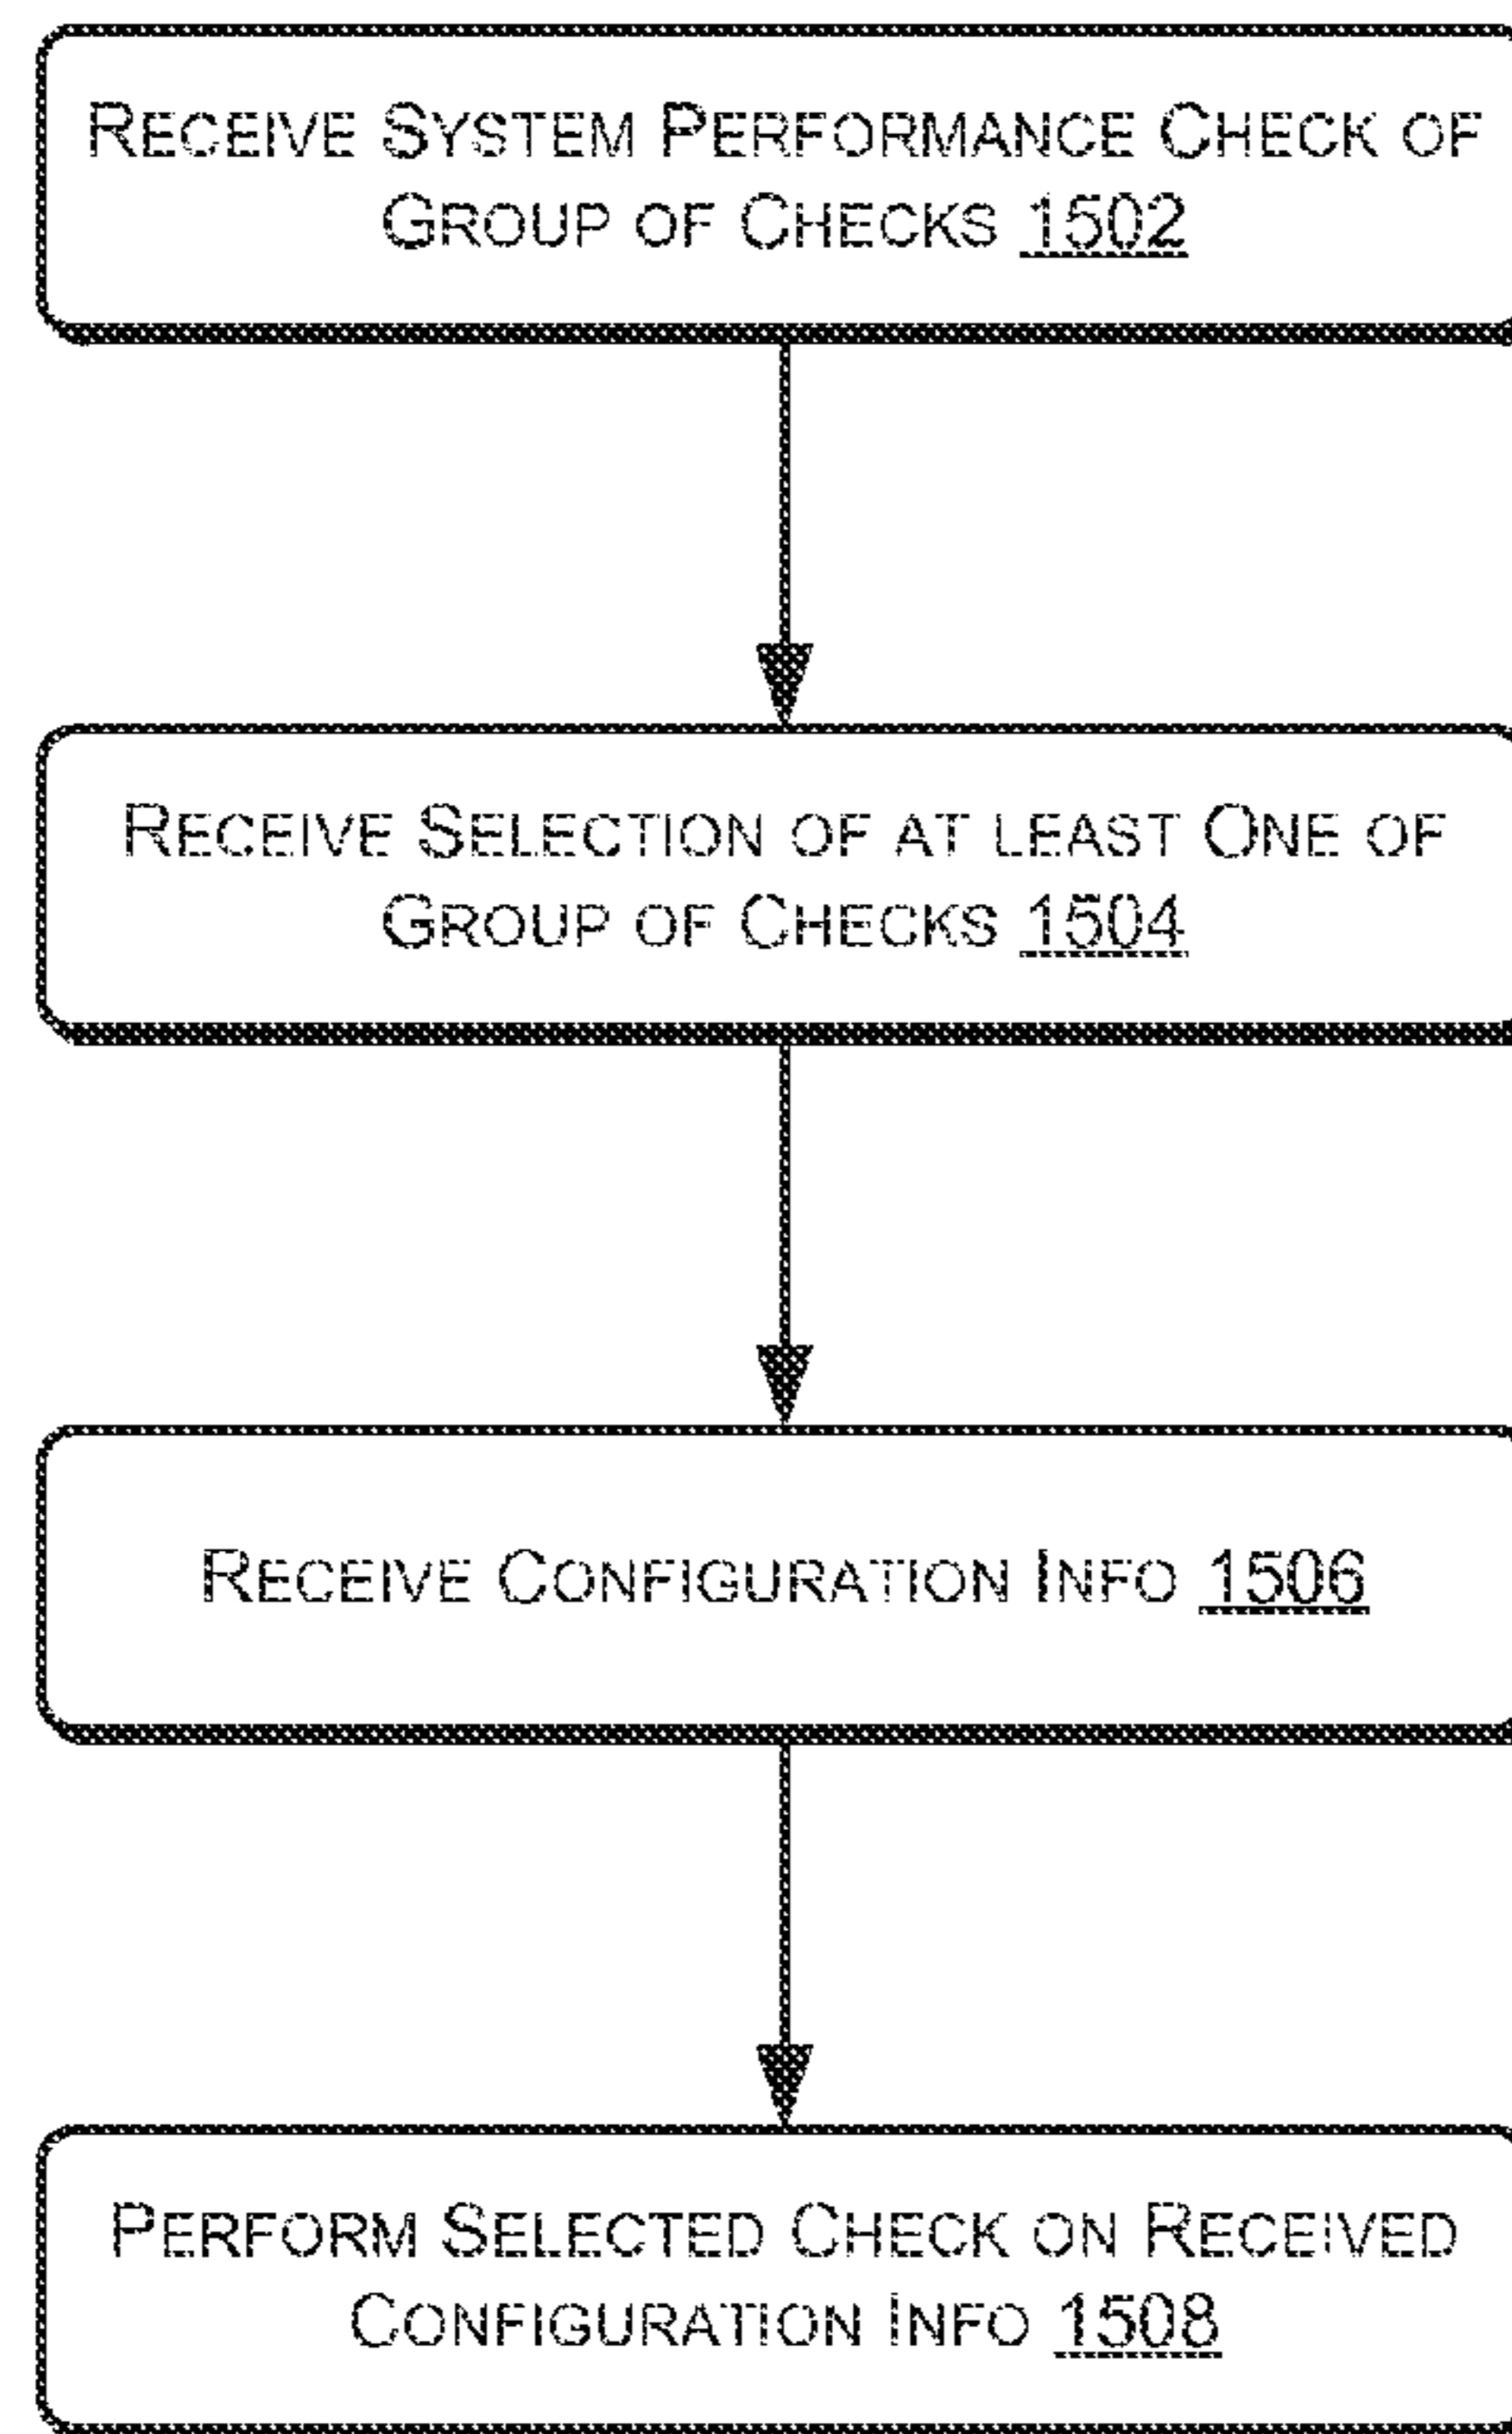 RECEIVE SYSTEM PERFORMANCE CHECK OF
GROUP OF CHECKS 1502
RECEIVE SELECTION OF AT LEAST ONE OF
GROUP OF CHECKS 1504
RECEIVE CONFIGURATION INFO 1506
PERFORM SELECTED CHECK ON RECEIVED
CONFIGURATION INFO 1508